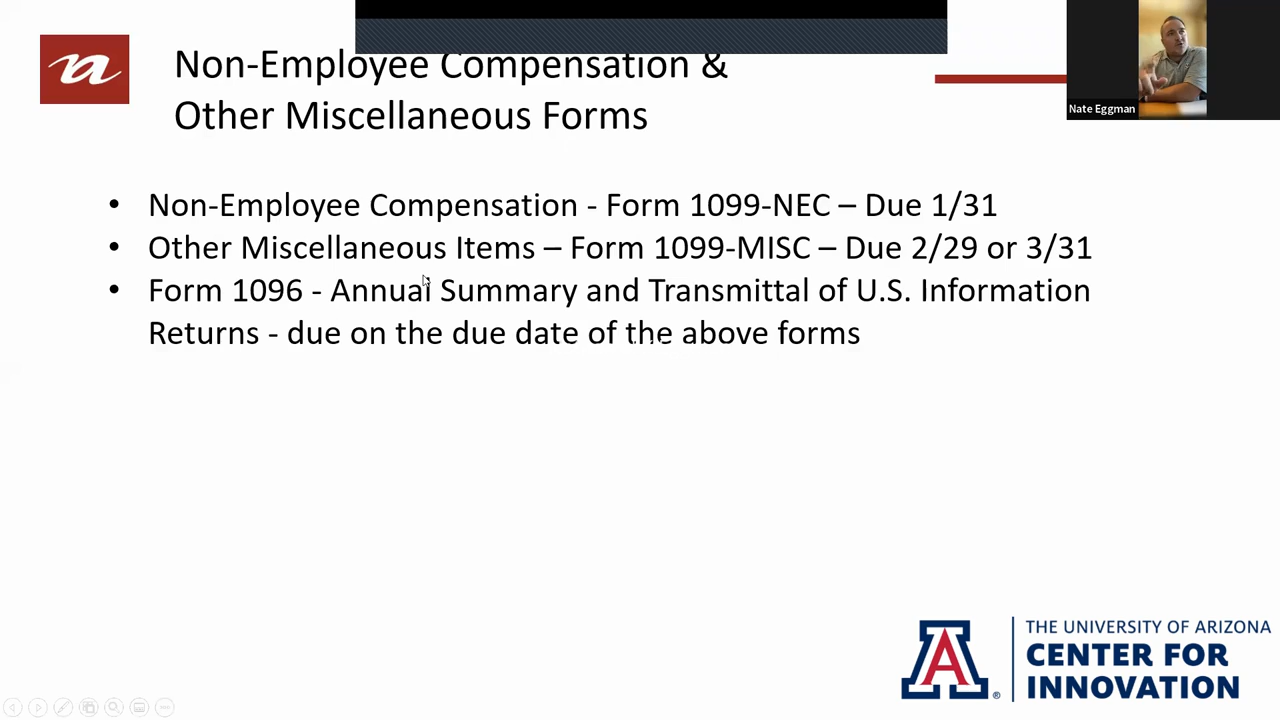 Non-Employee Compensation &
Other Miscellaneous Forms
Nate Eggman
• Non-Employee Compensation - Form 1099-NEC – Due 1/31
• Other Miscellaneous Items – Form 1099-MISC – Due 2/29 or 3/31
• Form 1096 - Annual Summary and Transmittal of U.S. Information
Returns - due on the due date of the above forms
A
®
THE UNIVERSITY OF ARIZONA
CENTER FOR
INNOVATION